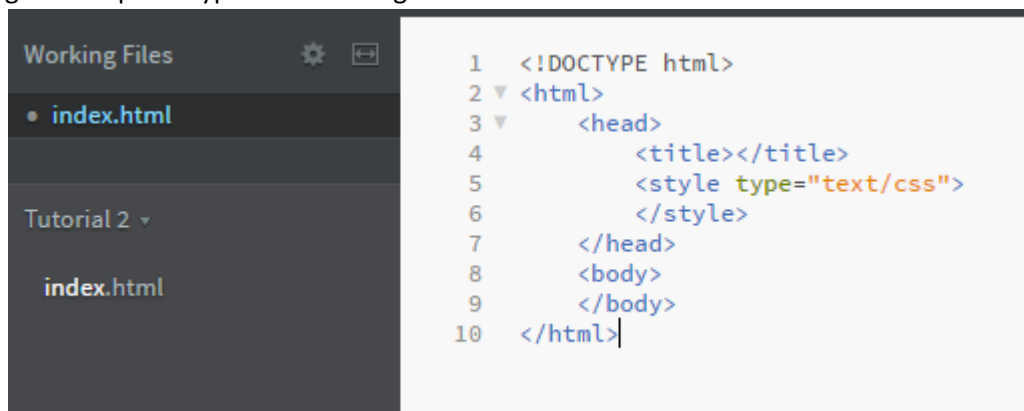 Working Files
index.html
Tutorial 2
index.html
1 <!DOCTYPE html>
2 <html>
3 <head>
4 <title></title>
5 <style type="text/css">
6 </style>
7 </head>
8 <body>
9 </body>
10 </html>